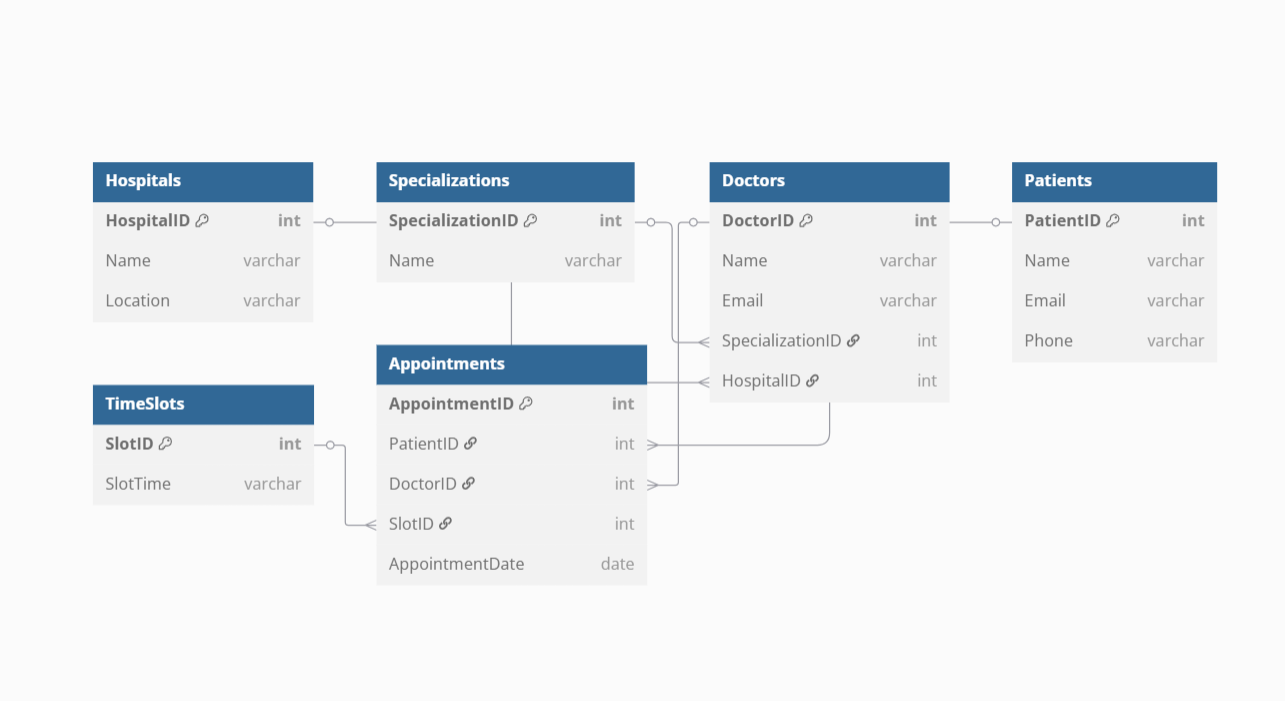 Hospitals
HospitalID int
Name varchar
Location varchar
Specializations
SpecializationID int
Name varchar
Doctors
DoctorID int
Name varchar
Email varchar
SpecializationID int
HospitalID int
Patients
PatientID int
Name varchar
Email varchar
Phone varchar
TimeSlots
SlotID int
SlotTime varchar
Appointments
AppointmentID int
PatientID int
DoctorID int
SlotID int
AppointmentDate date